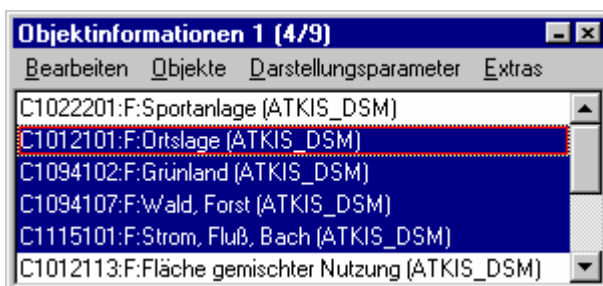 Objektinformationen 1 (4/9)
Bearbeiten Objekte Darstellungsparameter Extras
C1022201:F:Sportanlage (ATKIS_DSM)
C1012101:F:Ortslage (ATKIS_DSM)
C1094102:F:Grünland (ATKIS_DSM)
C1094107:F:Wald, Forst (ATKIS_DSM)
C1115101:F:Strom, Fluß, Bach (ATKIS_DSM)
C1012113:F:Fläche gemischter Nutzung (ATKIS_DSM)